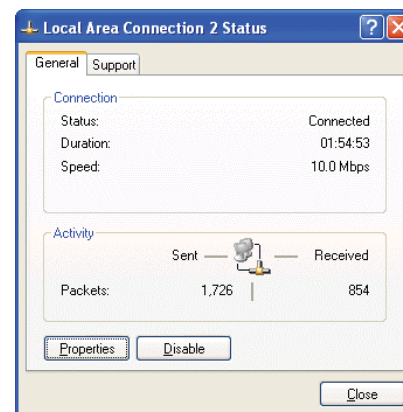 Local Area Connection 2 Status
General Support
Connection
Status: Connected
Duration: 01:54:53
Speed: 10.0 Mbps
Activity
Sent Received
Packets: 1,726 854
Properties Disable
Close